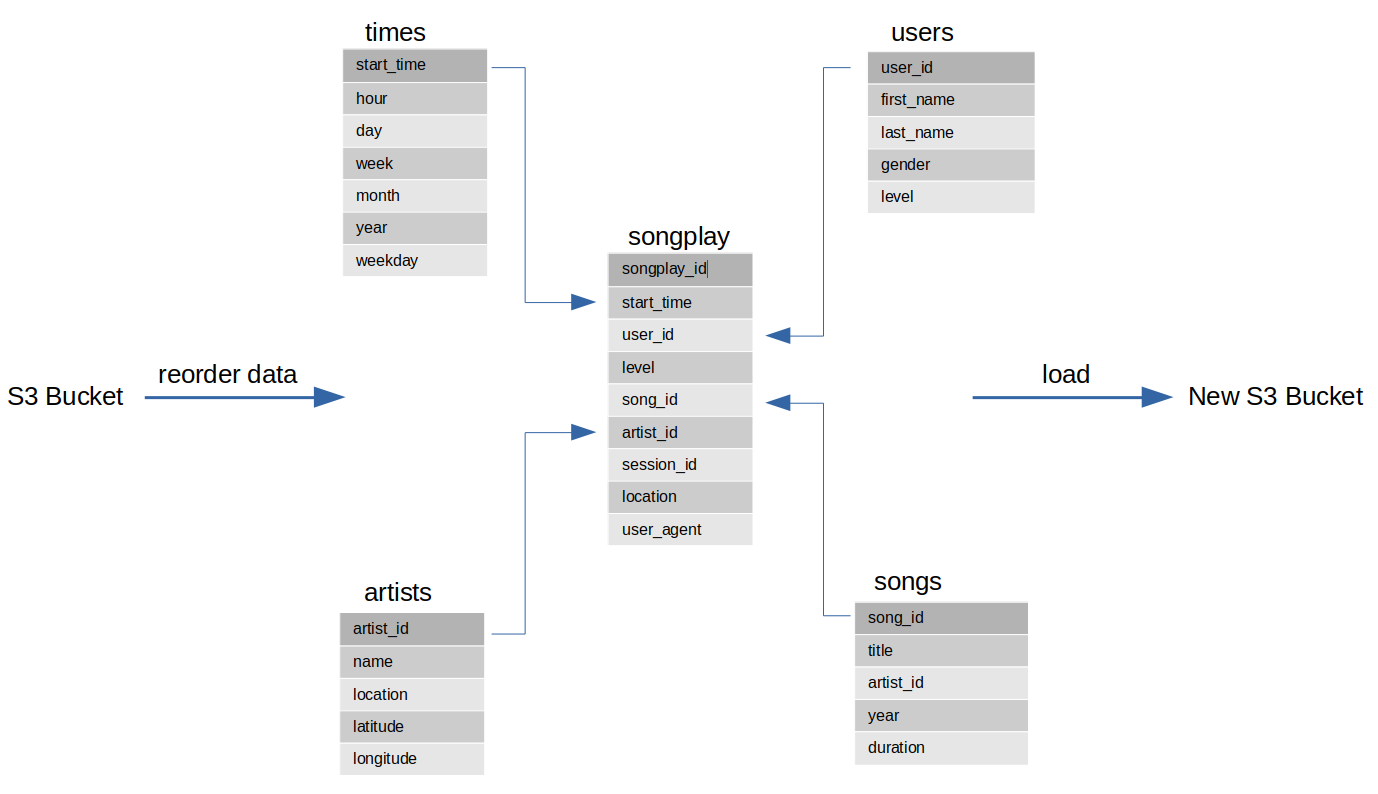 times
start_time
hour
day
week
month
year
weekday
users
user_id
first_name
last_name
gender
level
songplay
songplay_id
start_time
user_id
level
song_id
artist_id
session_id
location
user_agent
S3 Bucket
reorder data
load
New S3 Bucket
artists
artist_id
name
location
latitude
longitude
songs
song_id
title
artist_id
year
duration